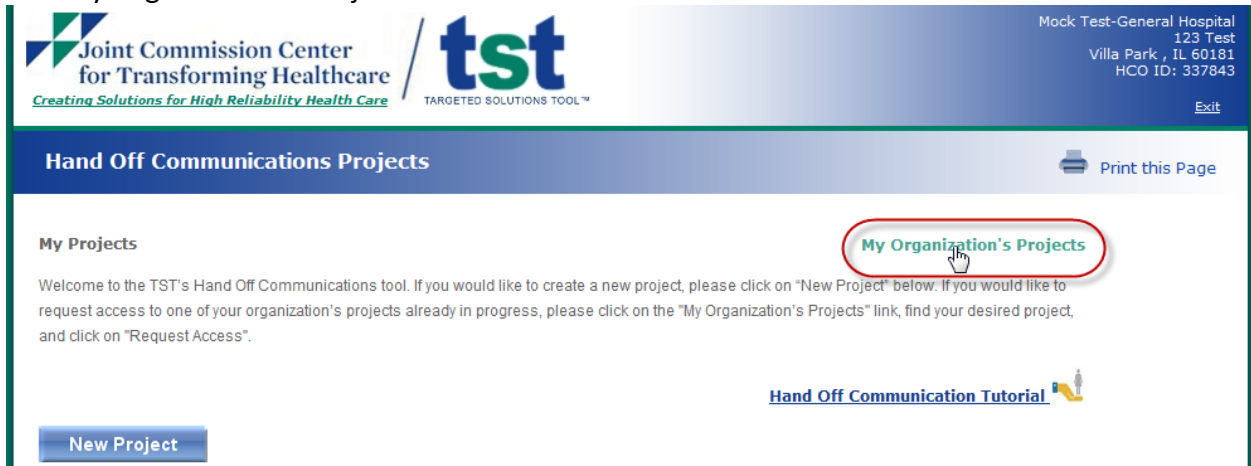 Joint Commission Center
for Transforming Healthcare
Creating Solutions for High Reliability Health Care
tst
TARGETED SOLUTIONS TOOL™
Mock Test-General Hospital
123 Test
Villa Park , IL 60181
HCO ID: 337843
Exit
Hand Off Communications Projects
Print this Page
My Projects
My Organization's Projects
Welcome to the TST's Hand Off Communications tool. If you would like to create a new project, please click on "New Project" below. If you would like to
request access to one of your organization's projects already in progress, please click on the "My Organization's Projects" link, find your desired project,
and click on "Request Access".
Hand Off Communication Tutorial
New Project